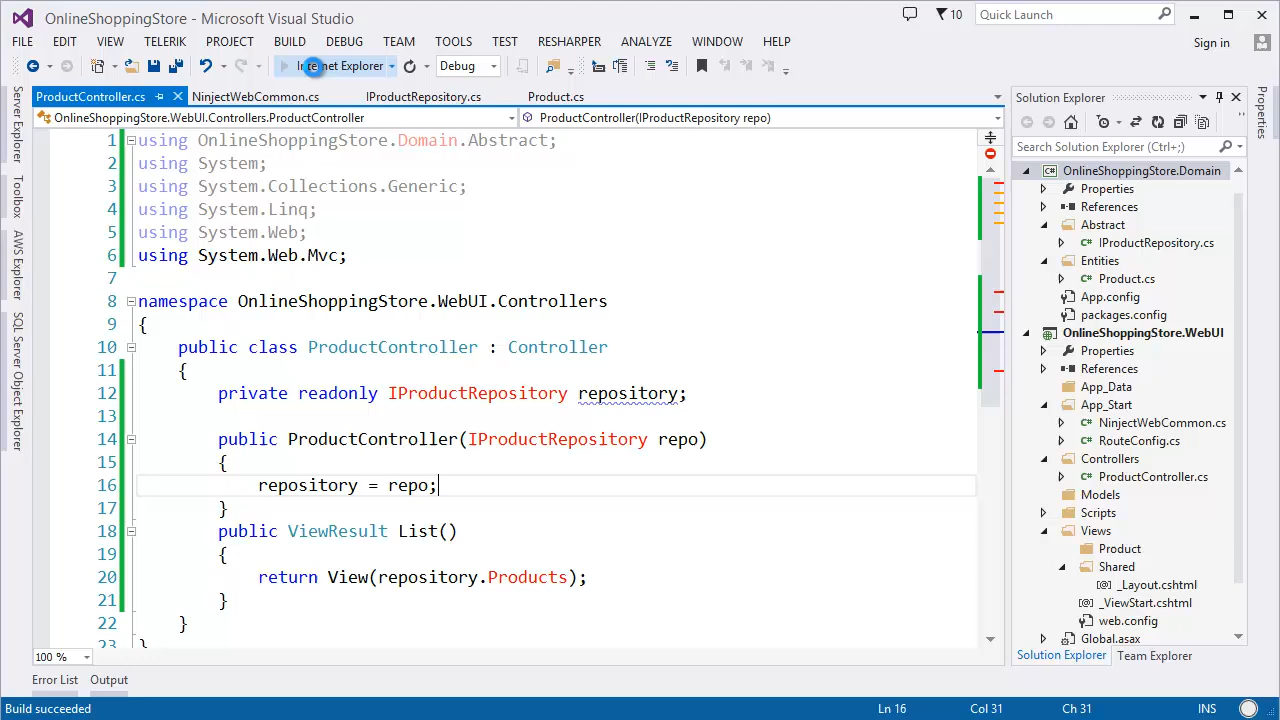 OnlineShoppingStore - Microsoft Visual Studio
10
Quick Launch
FILE EDIT VIEW TELERIK PROJECT BUILD DEBUG TEAM TOOLS TEST RESHARPER ANALYZE WINDOW HELP
Sign in
Internet Explorer
Debug
Server Explorer
Toolbox
AWS Explorer
SQL Server Object Explorer
ProductController.cs NinjectWebCommon.cs IProductRepository.cs Product.cs
OnlineShoppingStore.WebUI.Controllers.ProductController ProductController(IProductRepository repo)
1 using OnlineShoppingStore.Domain.Abstract;
2 using System;
3 using System.Collections.Generic;
4 using System.Linq;
5 using System.Web;
6 using System.Web.Mvc;
7
8 namespace OnlineShoppingStore.WebUI.Controllers
9 {
10 public class ProductController : Controller
11 {
12 private readonly IProductRepository repository;
13
14 public ProductController(IProductRepository repo)
15 {
16 repository = repo;
17 }
18 public ViewResult List()
19 {
20 return View(repository.Products);
21 }
22 }
23 }
100 %
Error List Output
Solution Explorer
Search Solution Explorer (Ctrl+;)
OnlineShoppingStore.Domain
Properties
References
Abstract
IProductRepository.cs
Entities
Product.cs
App.config
packages.config
OnlineShoppingStore.WebUI
Properties
References
App_Data
App_Start
NinjectWebCommon.cs
RouteConfig.cs
Controllers
ProductController.cs
Models
Scripts
Views
Product
Shared
_Layout.cshtml
_ViewStart.cshtml
web.config
Global.asax
Solution Explorer Team Explorer
Properties
Build succeeded
Ln 16 Col 31 Ch 31 INS